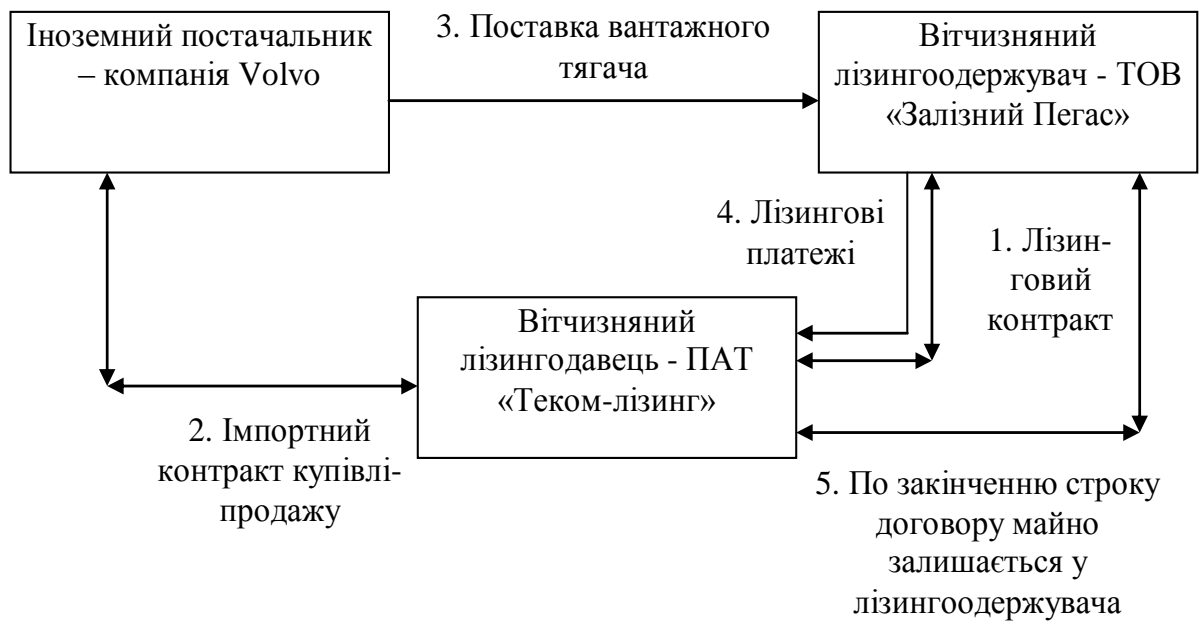 Іноземний постачальник
– компанія Volvo
3. Поставка вантажного
тягача
Вітчизняний
лізингоодержувач - ТОВ
«Залізний Пегас»
4. Лізингові
платежі
1. Лізин-
говий
контракт
Вітчизняний
лізингодавець - ПАТ
«Теком-лізинг»
2. Імпортний
контракт купівлі-
продажу
5. По закінченню строку
договору майно
залишається у
лізингоодержувача